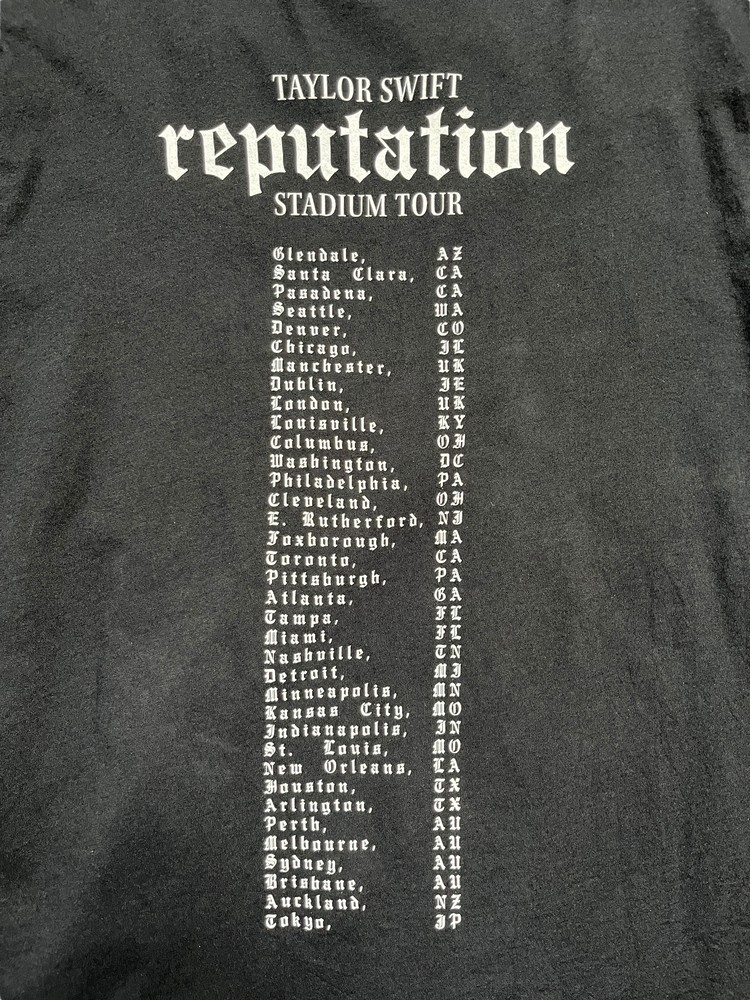 TAYLOR SWIFT
reputation
STADIUM TOUR
Glendale, AZ
Santa Clara, CA
Pasadena, CA
Seattle, WA
Denver, CO
Chicago, IL
Manchester, UK
Dublin, IE
London, UK
Louisville, KY
Columbus, OH
Washington, DC
Philadelphia, PA
Cleveland, OH
E. Rutherford, NJ
Foxborough, MA
Toronto, CA
Pittsburgh, PA
Atlanta, GA
Tampa, FL
Miami, FL
Nashville, TN
Detroit, MI
Minneapolis, MN
Kansas City, MO
Indianapolis, IN
St. Louis, MO
New Orleans, LA
Houston, TX
Arlington, TX
Perth, AU
Melbourne, AU
Sydney, AU
Brisbane, AU
Auckland, NZ
Tokyo, JP